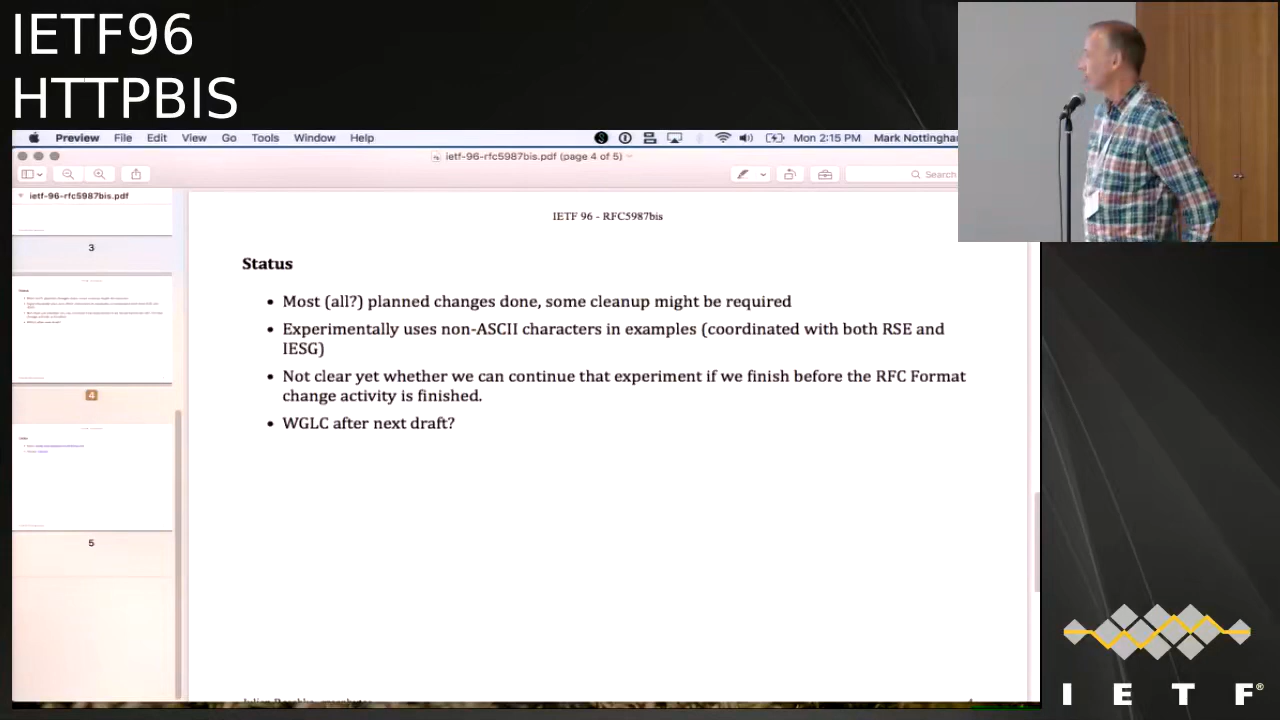 IETF96
HTTPBIS
Preview File Edit View Go Tools Window Help Mon 2:15 PM Mark Nottingha
ietf-96-rfc5987bis.pdf (page 4 of 5)
Search
ietf-96-rfc5987bis.pdf
3
4
5
IETF 96 - RFC5987bis
Status
• Most (all?) planned changes done, some cleanup might be required
• Experimentally uses non-ASCII characters in examples (coordinated with both RSE and
IESG)
• Not clear yet whether we can continue that experiment if we finish before the RFC Format
change activity is finished.
• WGLC after next draft?
I E T F®